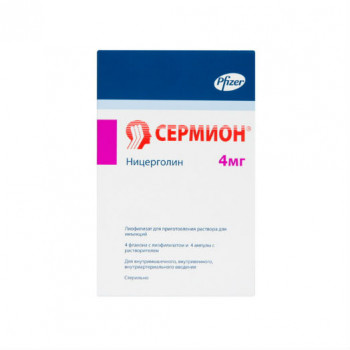 Pfizer
СЕРМИОН®
Ницерголин
4мг
Лиофилизат для приготовления раствора для
инъекций
4 флакона с лиофилизатом и 4 ампулы с
растворителем
Для внутримышечного, внутривенного,
внутриартериального введения
Стерильно